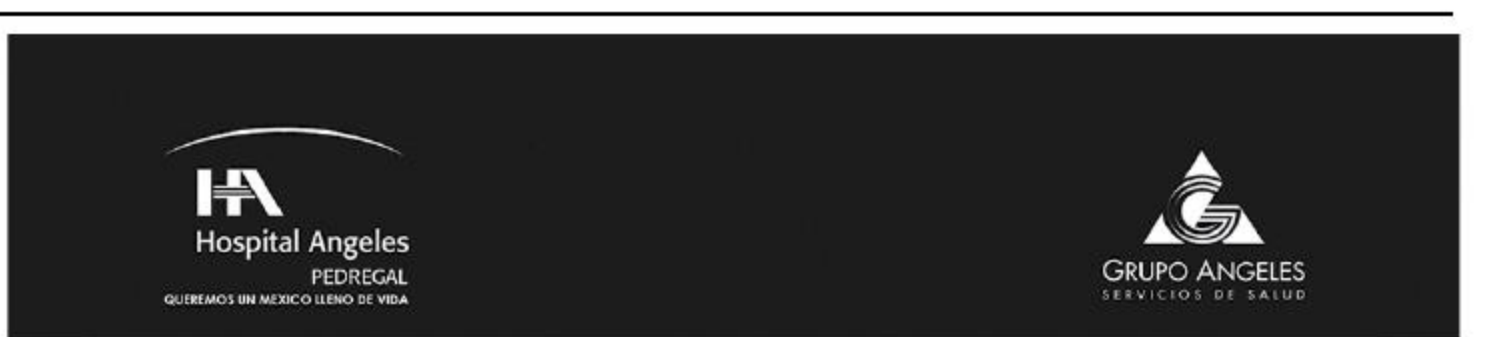 HA
Hospital Angeles
PEDREGAL
QUEREMOS UN MEXICO LLENO DE VIDA
G
GRUPO ANGELES
SERVICIOS DE SALUD